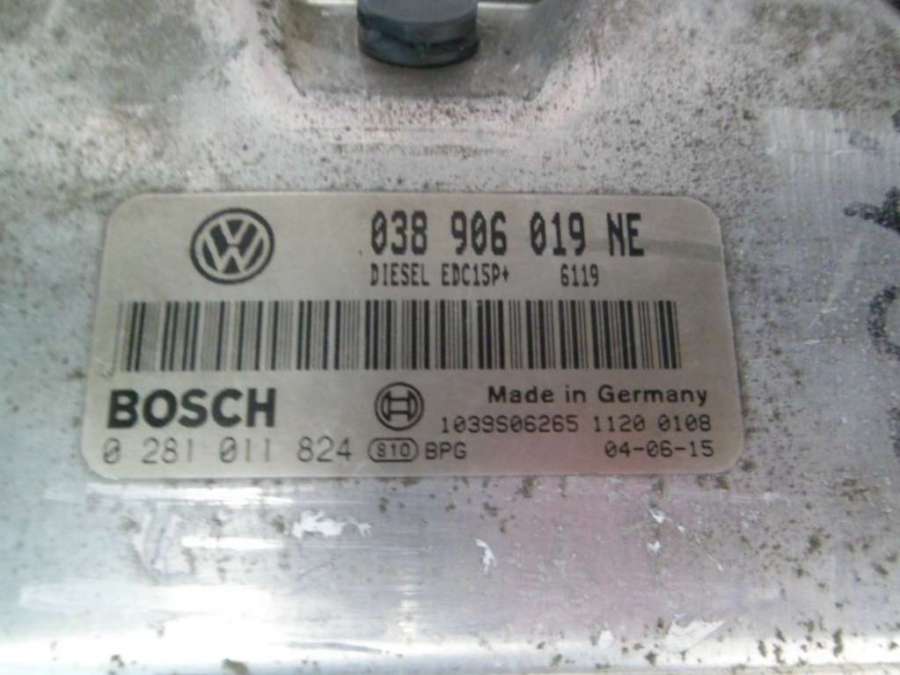 038 906 019 NE
DIESEL EDC15P+ 6119
BOSCH
Made in Germany
1039S06265 1120 0108
0 281 011 824 S10 BPG 04-06-15